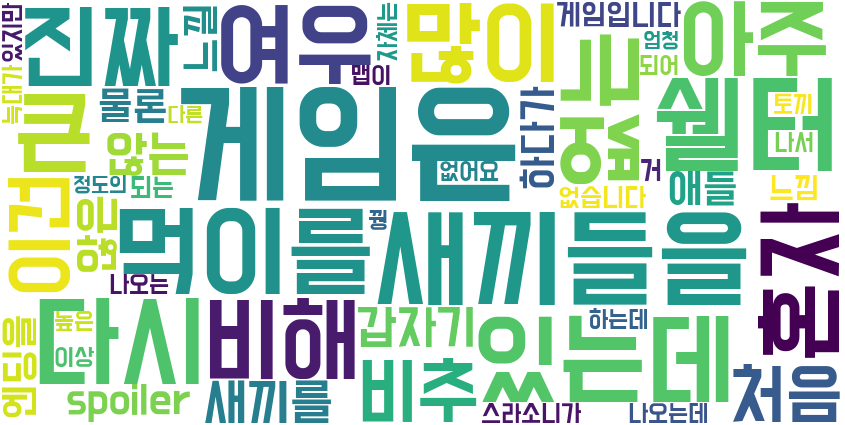 있지만
진짜
느낄
여우
맵이
자체는
많이
게임입니다
엄청
되어
아주
늑대가
큰
물론
다른
게임은
하다가
없는
쉘터
토끼
나서
않는
정도의
되는
없어요
거
애들
느낌
없습니다
이건
않은
먹이를
꿩
새끼들을
혼자
나오는
엔딩을
높은
이상
다시
비해
갑자기
있는데
하는데
spoiler
새끼를
비추
스라소니가
나오는데
처음